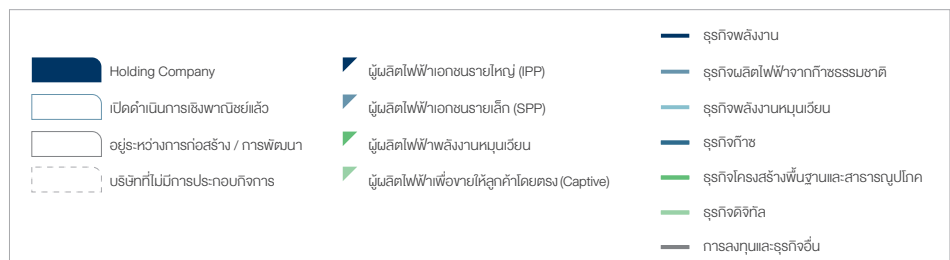 Holding Company
เปิดดำเนินการเชิงพาณิชย์แล้ว
อยู่ระหว่างการก่อสร้าง / การพัฒนา
บริษัทที่ไม่มีการประกอบกิจการ
ผู้ผลิตไฟฟ้าเอกชนรายใหญ่ (IPP)
ผู้ผลิตไฟฟ้าเอกชนรายเล็ก (SPP)
ผู้ผลิตไฟฟ้าพลังงานหมุนเวียน
ผู้ผลิตไฟฟ้าเพื่อขายให้ลูกค้าโดยตรง (Captive)
ธุรกิจพลังงาน
ธุรกิจผลิตไฟฟ้าจากก๊าซธรรมชาติ
ธุรกิจพลังงานหมุนเวียน
ธุรกิจก๊าซ
ธุรกิจโครงสร้างพื้นฐานและสาธารณูปโภค
ธุรกิจดิจิทัล
การลงทุนและธุรกิจอื่น